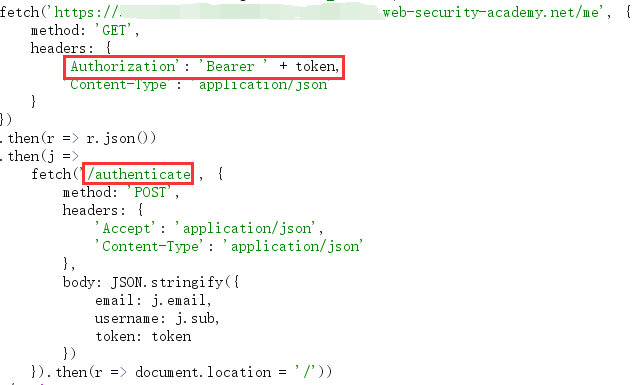 fetch('https://
web-security-academy.net/me', {
method: 'GET',
headers: {
Authorization': 'Bearer ' + token,
'Content-Type': 'application/json'
}
})
.then(r => r.json())
.then(j =>
fetch('/authenticate', {
method: 'POST',
headers: {
'Accept': 'application/json',
'Content-Type': 'application/json'
},
body: JSON.stringify({
email: j.email,
username: j.sub,
token: token
})
}).then(r => document.location = '/'))